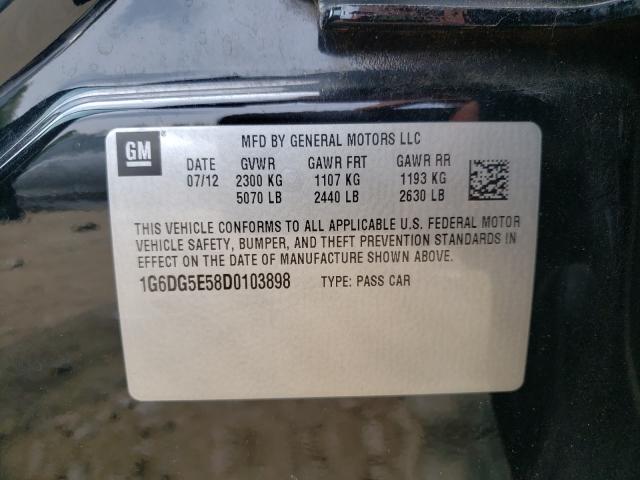 GM
MFD BY GENERAL MOTORS LLC
DATE GVWR GAWR FRT GAWR RR
07/12 2300 KG 1107 KG 1193 KG
5070 LB 2440 LB 2630 LB
THIS VEHICLE CONFORMS TO ALL APPLICABLE U.S. FEDERAL MOTOR
VEHICLE SAFETY, BUMPER, AND THEFT PREVENTION STANDARDS IN
EFFECT ON THE DATE OF MANUFACTURE SHOWN ABOVE.
1G6DG5E58D0103898 TYPE: PASS CAR